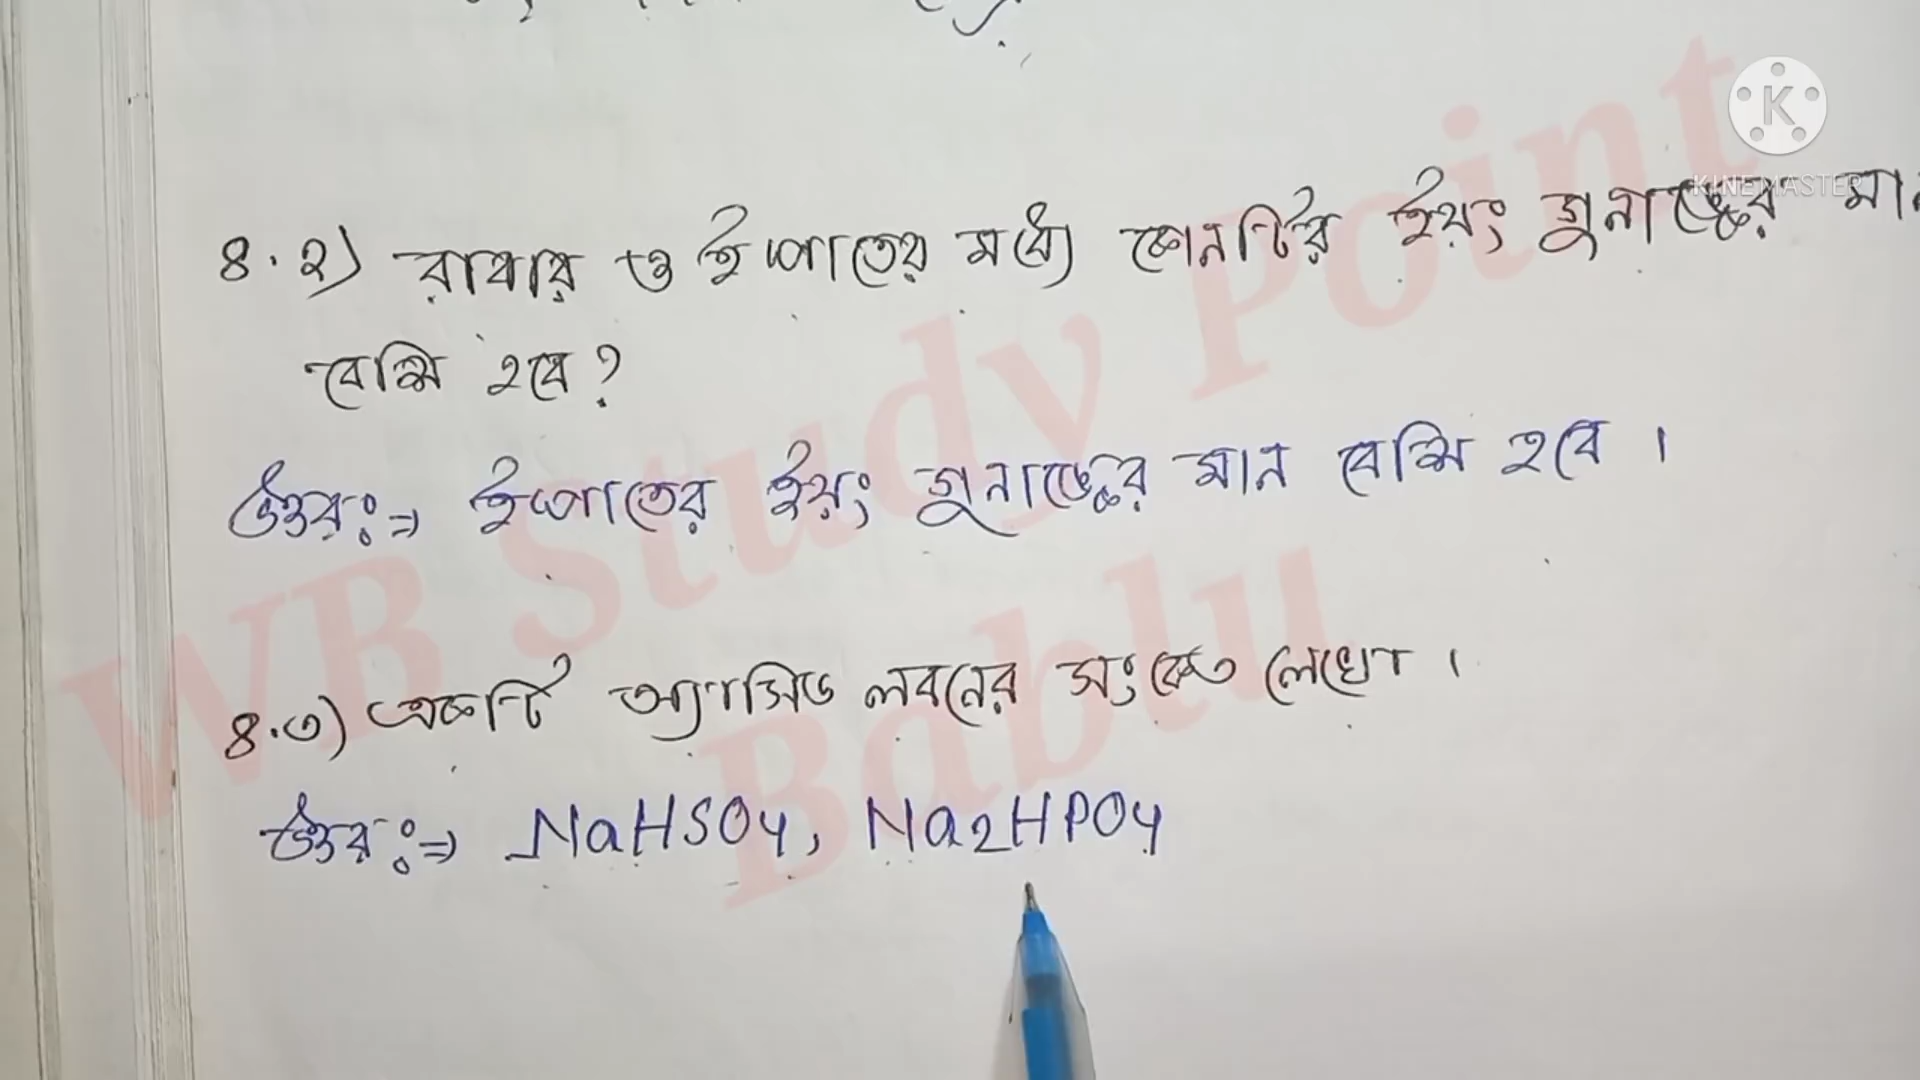 ৪.২) রাবার ও ইস্পাতের মধ্যে কোনটির ইয়ং গুনাঙ্কের মান
বেশি হবে?
উত্তরঃ⇒ ইস্পাতের ইয়ং গুনাঙ্কের মান বেশি হবে।
৪.৩) একটি অ্যাসিড লবনের সংকেত লেখো।
উত্তরঃ⇒ NaHSO4, Na2HPO4
WB Study Point
Bablu
K
KINEMASTER